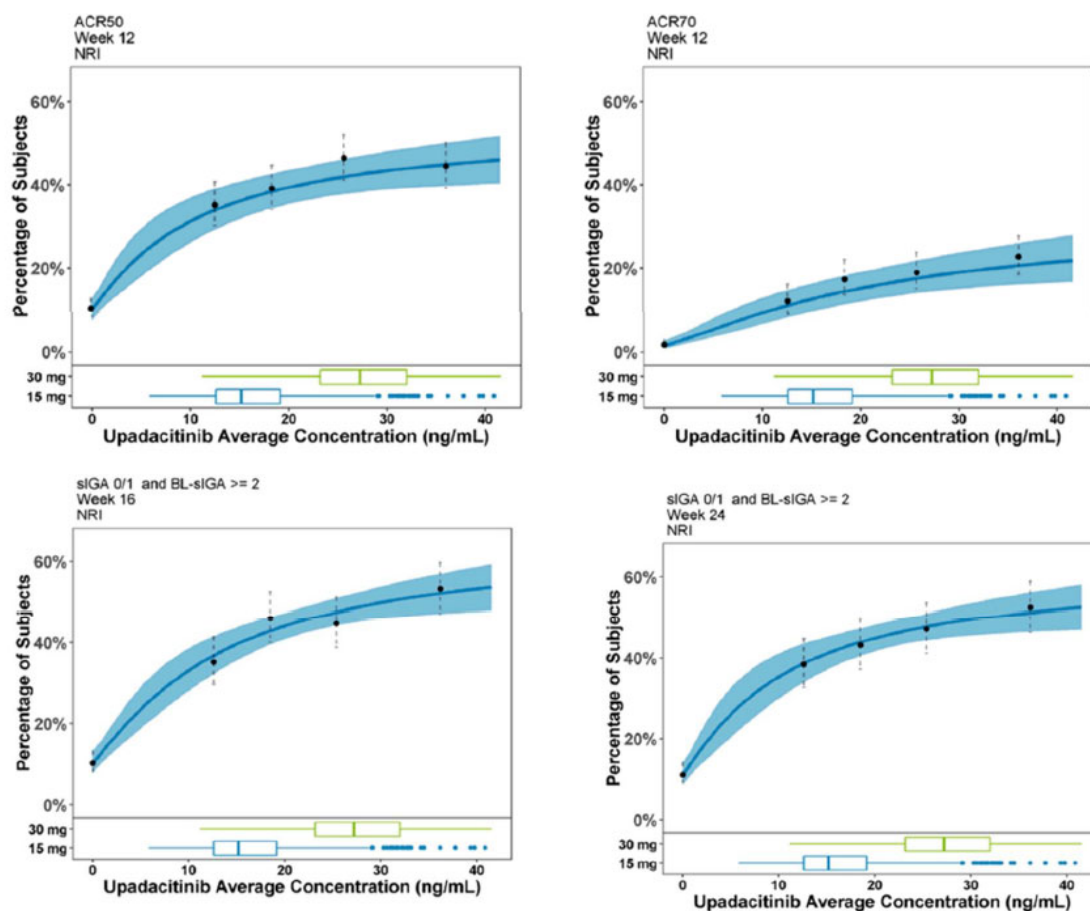 ACR50
Week 12
NRI
Percentage of Subjects
60%
40%
20%
0%
30 mg
15 mg
0 10 20 30 40
Upadacitinib Average Concentration (ng/mL)
ACR70
Week 12
NRI
Percentage of Subjects
60%
40%
20%
0%
30 mg
15 mg
0 10 20 30 40
Upadacitinib Average Concentration (ng/mL)
sIGA 0/1 and BL-sIGA >= 2
Week 16
NRI
Percentage of Subjects
60%
40%
20%
0%
30 mg
15 mg
0 10 20 30 40
Upadacitinib Average Concentration (ng/mL)
sIGA 0/1 and BL-sIGA >= 2
Week 24
NRI
Percentage of Subjects
60%
40%
20%
0%
30 mg
15 mg
0 10 20 30 40
Upadacitinib Average Concentration (ng/mL)